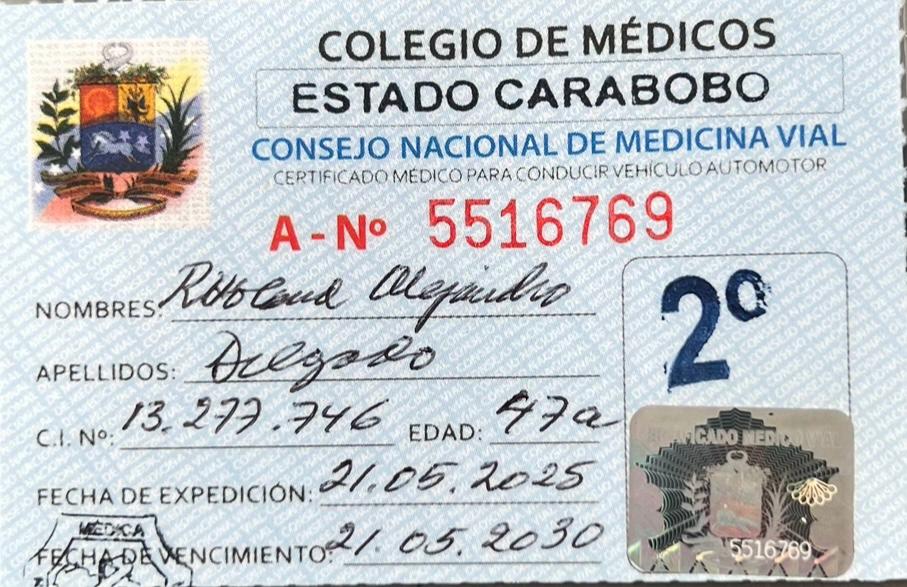 COLEGIO DE MÉDICOS
ESTADO CARABOBO
CONSEJO NACIONAL DE MEDICINA VIAL
CERTIFICADO MÉDICO PARA CONDUCIR VEHÍCULO AUTOMOTOR
A - Nº 5516769
NOMBRES: Alejandro
2º
APELLIDOS: Delgado
C.I. Nº: 13.277.746 EDAD: 47a
FECHA DE EXPEDICIÓN: 21.05.2025
MÉDICA
FECHA DE VENCIMIENTO: 21.05.2030
MEDICO VIAL
5516769